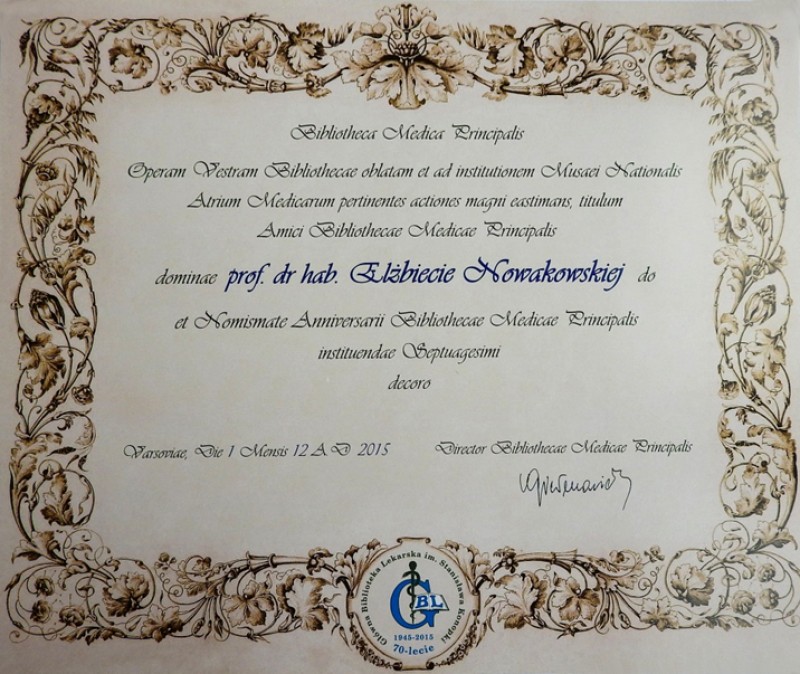 Bibliotheca Medica Principalis
Operam Vestram Bibliothecae oblatam et ad institutionem Musaei Nationalis
Atrium Medicarum pertinentes actiones magni eastimans, titulum
Amici Bibliothecae Medicae Principalis
dominae prof. dr hab. Elżbiecie Nowakowskiej do
et Nomismate Anniversarii Bibliothecae Medicae Principalis
instituendae Septuagesimi
decoro
Varsoviae, Die 1 Mensis 12 A.D 2015
Director Bibliothecae Medicae Principalis
Główna Biblioteka Lekarska im. Stanisława Konopki
GBL
1945-2015
70-lecie